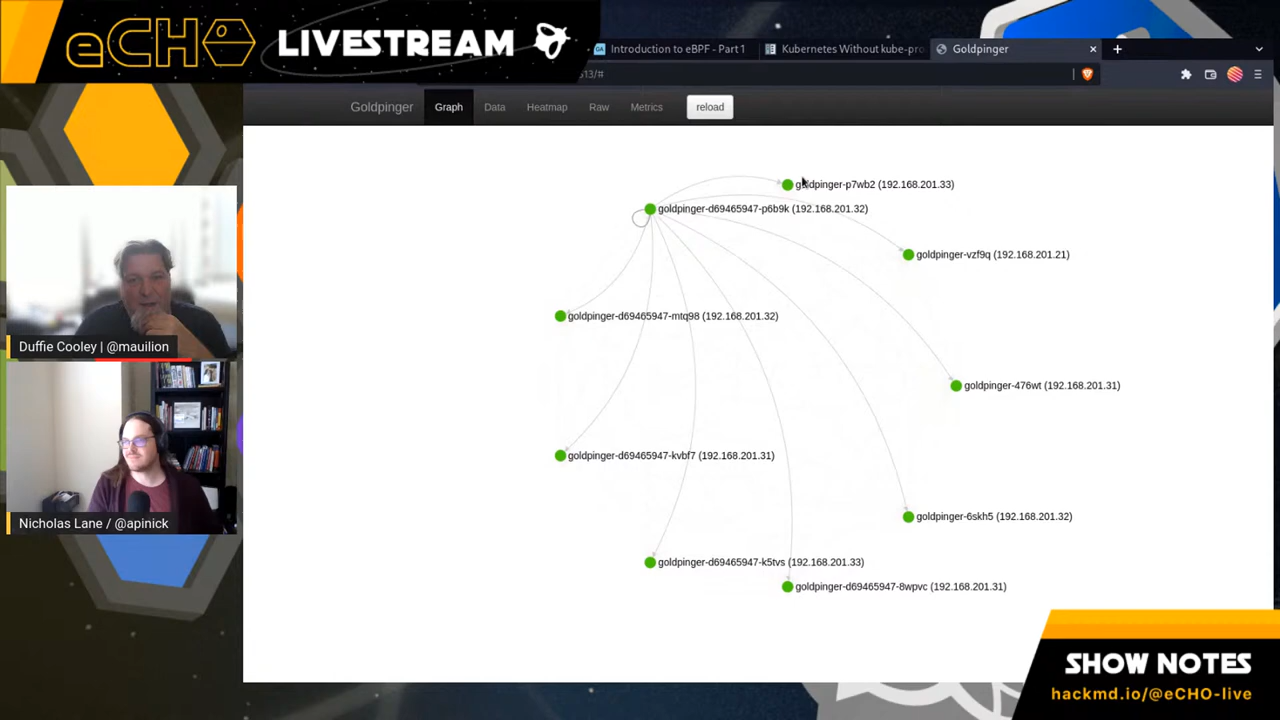 eCHO LIVESTREAM
Introduction to eBPF - Part 1
Kubernetes Without kube-pro
Goldpinger
13/#
Goldpinger
Graph
Data
Heatmap
Raw
Metrics
reload
goldpinger-p7wb2 (192.168.201.33)
goldpinger-d69465947-p6b9k (192.168.201.32)
goldpinger-vzf9q (192.168.201.21)
goldpinger-d69465947-mtq98 (192.168.201.32)
Duffie Cooley | @mauilion
goldpinger-476wt (192.168.201.31)
goldpinger-d69465947-kvbf7 (192.168.201.31)
Nicholas Lane / @apinick
goldpinger-6skh5 (192.168.201.32)
goldpinger-d69465947-k5tvs (192.168.201.33)
goldpinger-d69465947-8wpvc (192.168.201.31)
SHOW NOTES
hackmd.io/@eCHO-live